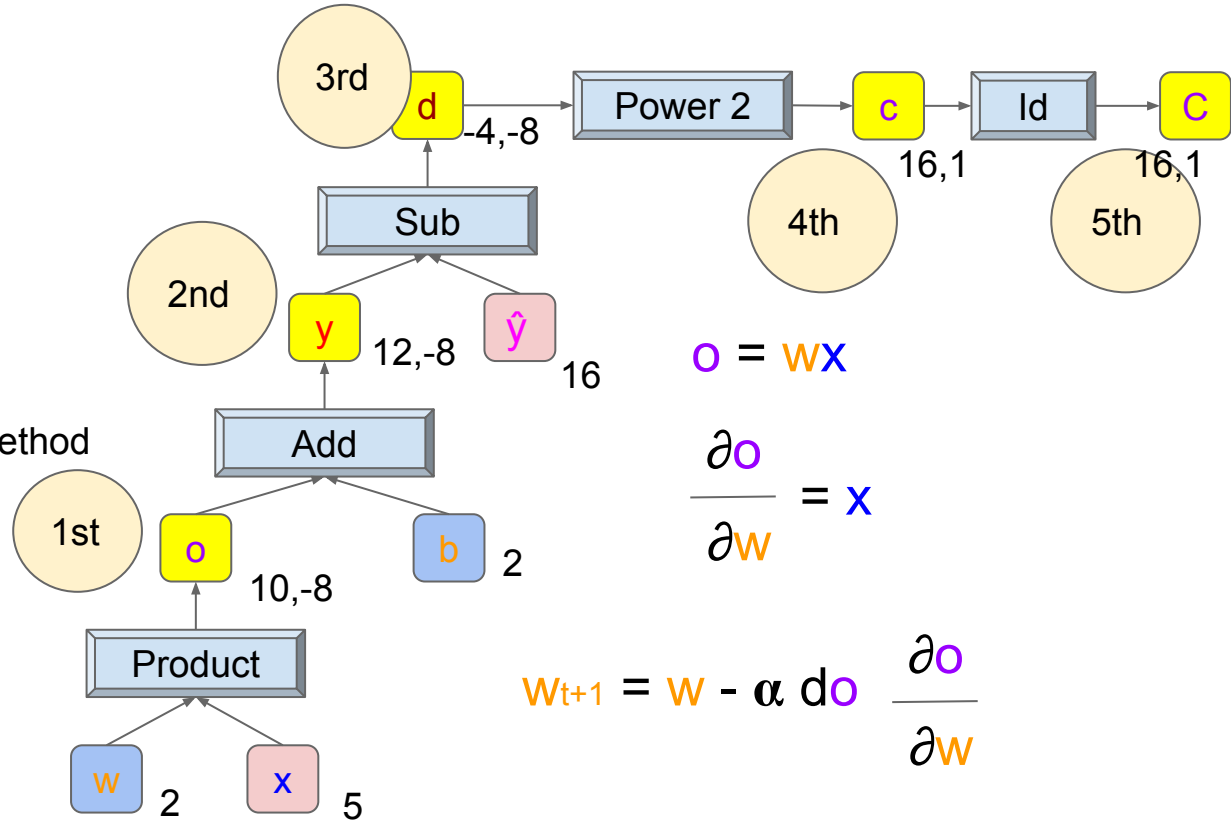 3rd
d
-4,-8
Power 2
c
16,1
Id
C
16,1
4th
5th
Sub
2nd
y
12,-8
ŷ
16
o = wx
Add
ethod
∂o
∂w
= x
1st
o
10,-8
b
2
Product
w
2
x
5
wt+1 = w - α do
∂o
∂w